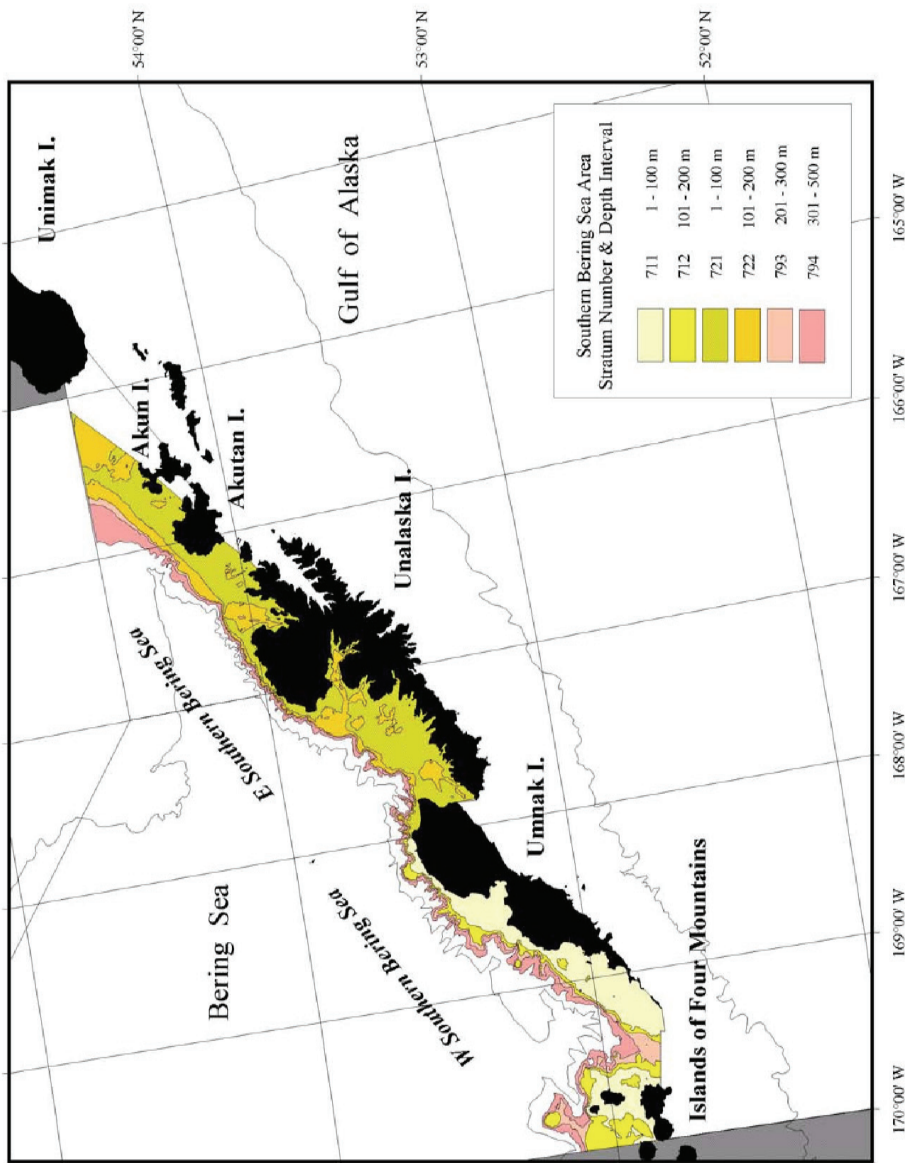 54°00' N
53°00' N
52°00' N
Unimak I.
Akun I.
Akutan I.
Unalaska I.
Umnak I.
Islands of Four Mountains
Gulf of Alaska
Bering Sea
E Southern Bering Sea
W Southern Bering Sea
Southern Bering Sea Area
Stratum Number & Depth Interval
711 1 - 100 m
712 101 - 200 m
721 1 - 100 m
722 101 - 200 m
793 201 - 300 m
794 301 - 500 m
170°00' W
169°00' W
168°00' W
167°00' W
166°00' W
165°00' W